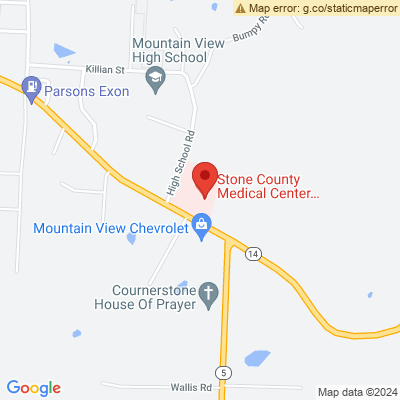 Map error: g.co/staticmaperror
Bumpy Ro
Mountain View
High School
Killian St
Parsons Exon
High School Rd
Stone County
Medical Center...
Mountain View Chevrolet
14
Cournerstone
House Of Prayer
5
Wallis Rd
Google
Map data ©2024